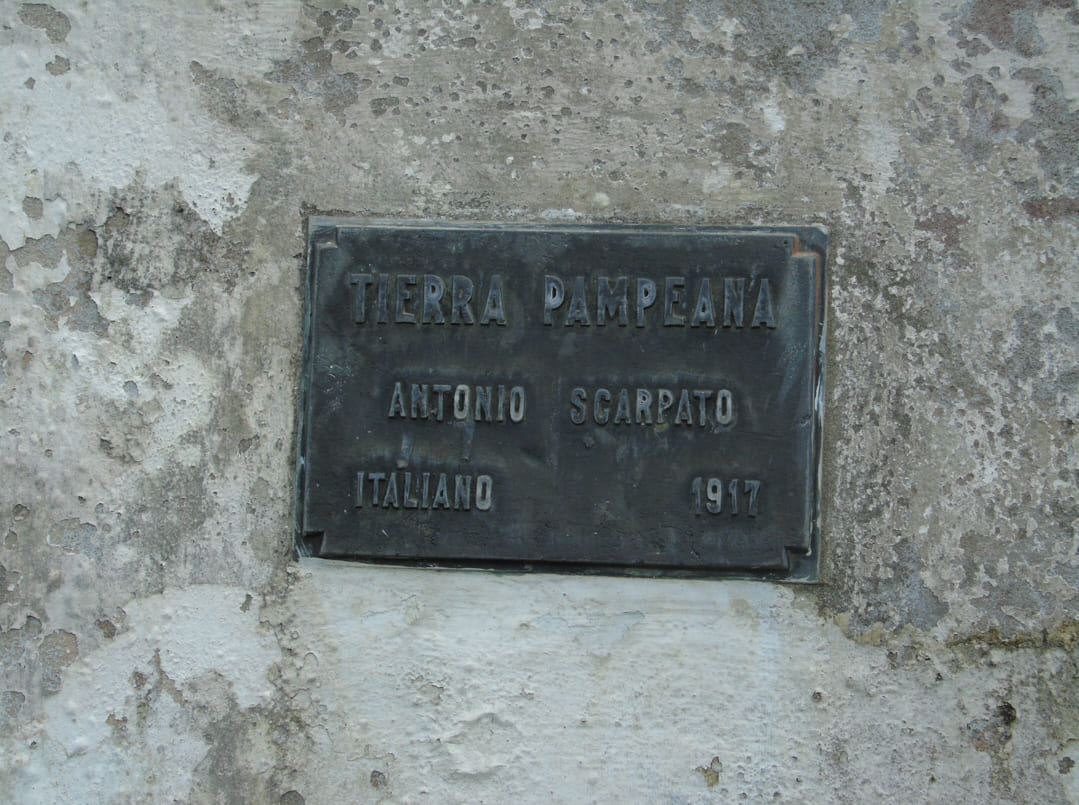 TIERRA PAMPEANA
ANTONIO SCARPATO
ITALIANO 1917